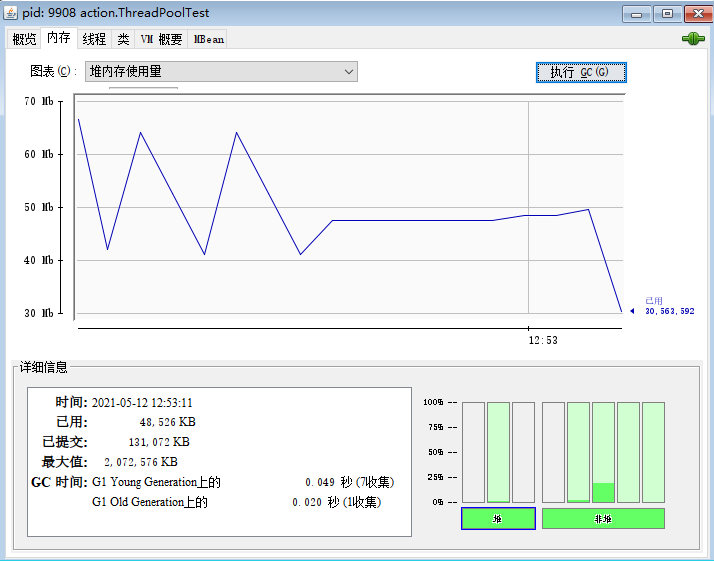 pid: 9908 action.ThreadPoolTest
概览 内存 线程 类 VM 概要 MBean
图表(C): 堆内存使用量 执行 GC(G)
70 Mb
60 Mb
50 Mb
40 Mb
30 Mb
已用
30,563,592
12:53
详细信息
时间: 2021-05-12 12:53:11
已用: 48,526 KB
已提交: 131,072 KB
最大值: 2,072,576 KB
GC 时间: G1 Young Generation上的 0.049 秒 (7收集)
G1 Old Generation上的 0.020 秒 (1收集)
100% --
75% --
50% --
25% --
0% --
堆 非堆